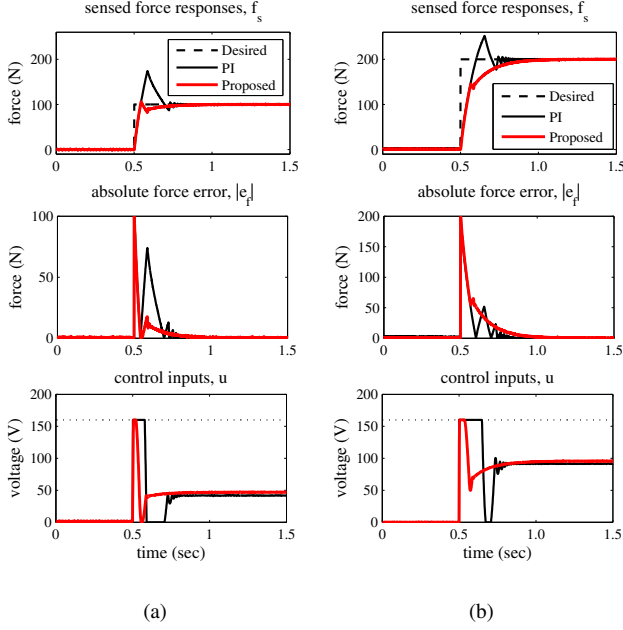 sensed force responses, f_s
force (N)
200
100
0
0
0.5
1.0
1.5
Desired
PI
Proposed
absolute force error, |e_f|
force (N)
100
50
0
0
0.5
1
1.5
control inputs, u
voltage (V)
200
150
100
50
0
0
0.5
1
1.5
time (sec)
(a)
sensed force responses, f_s
force (N)
200
100
0
0
0.5
1.0
1.5
Desired
PI
Proposed
absolute force error, |e_f|
force (N)
200
150
100
50
0
0
0.5
1.0
1.5
control inputs, u
voltage (V)
200
150
100
50
0
0
0.5
1.0
1.5
time (sec)
(b)